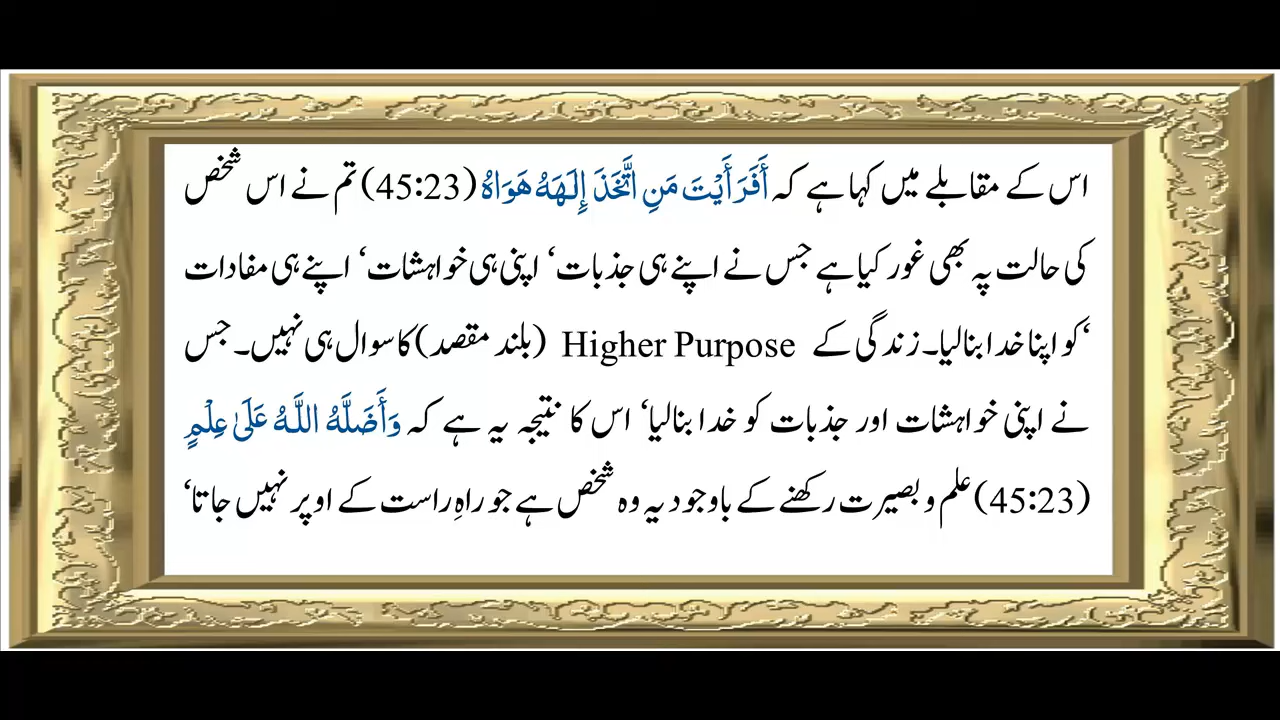 اس کے مقابلے میں کہا ہے کہ أَفَرَأَيْتَ مَنِ اتَّخَذَ إِلَهَهُ هَوَاهُ (45:23) تم نے اس شخص
کی حالت پہ بھی غور کیا ہے جس نے اپنے ہی جذبات‘ اپنی ہی خواہشات‘ اپنے ہی مفادات
‘کو اپنا خدا بنا لیا۔ زندگی کے Higher Purpose (بلند مقصد) کا سوال ہی نہیں۔ جس
نے اپنی خواہشات اور جذبات کو خدا بنا لیا‘ اس کا نتیجہ یہ ہے کہ وَأَضَلَّهُ اللَّهُ عَلَىٰ عِلْمٍ
(45:23) علم و بصیرت رکھنے کے باوجود یہ وہ شخص ہے جو راہِ راست کے اوپر نہیں جاتا‘